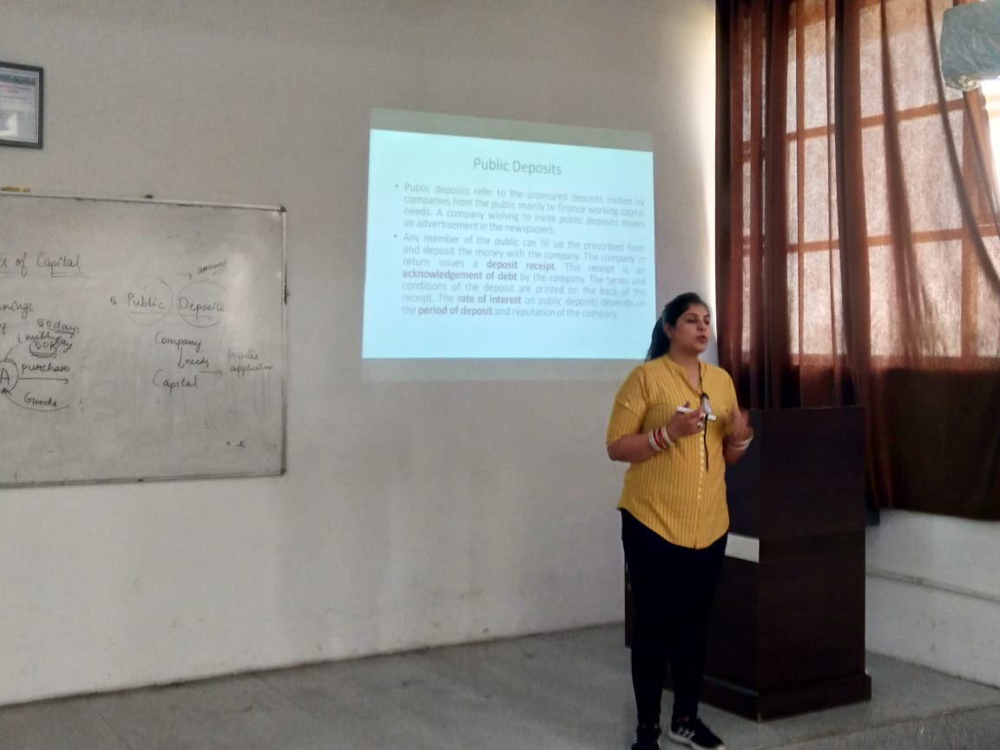 s of Capital
nings
50 days
50K
A
purchases
Goods
amount
5 Public Deposits
Company
needs
Capital
Invites
application
Public Deposits
• Public deposits refer to the unsecured deposits invited by
companies from the public mainly to finance working capital
needs. A company wishing to invite public deposits makes
an advertisement in the newspapers.
• Any member of the public can fill up the prescribed form
and deposit the money with the company. The company in
return issues a deposit receipt. This receipt is an
acknowledgement of debt by the company. The terms and
conditions of the deposit are printed on the back of the
receipt. The rate of interest on public deposits depends on
the period of deposit and reputation of the company.